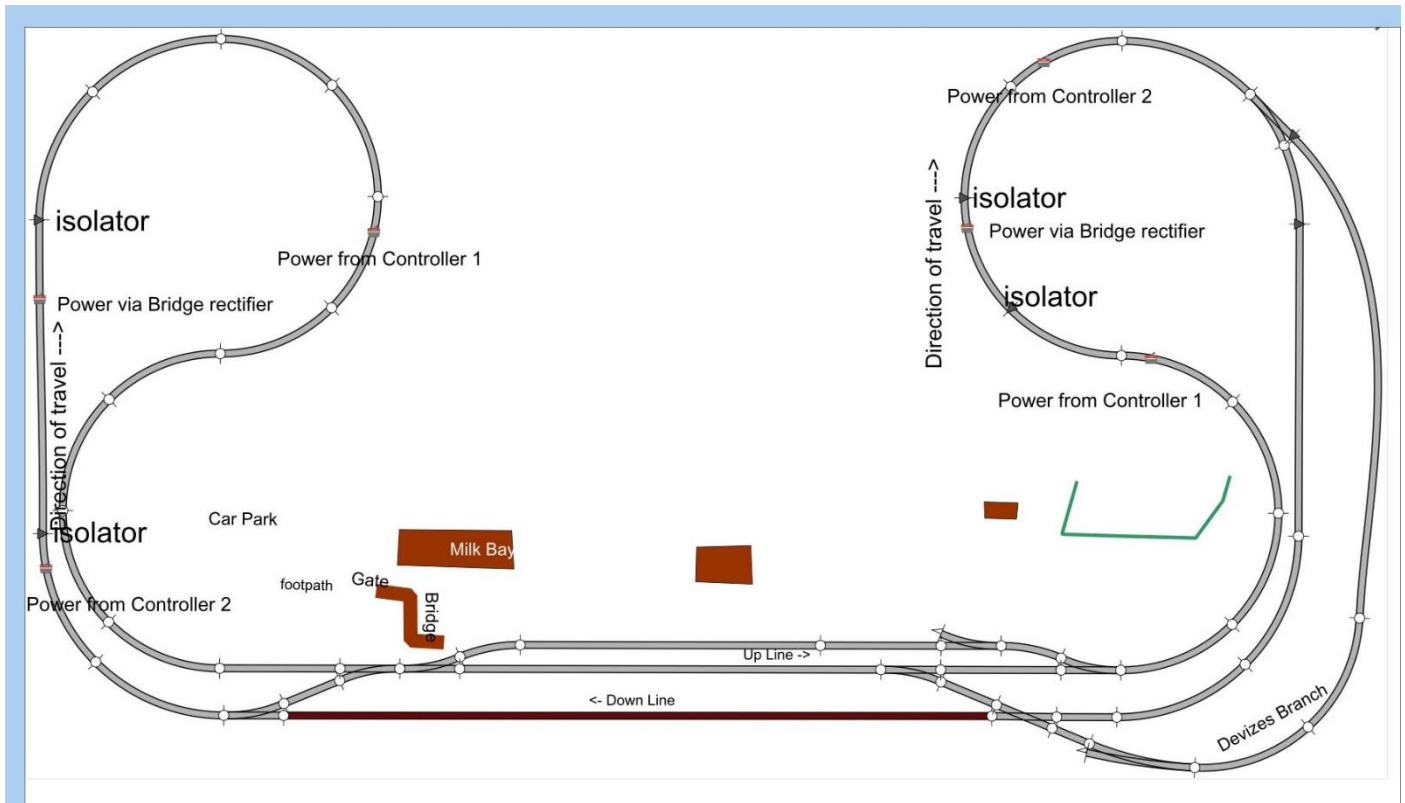 Power from Controller 2
Direction of travel ---->
isolator
isolator
Power via Bridge rectifier
Power from Controller 1
Power via Bridge rectifier
isolator
Direction of travel ---->
Power from Controller 1
isolator
Car Park
Milk Bay
footpath
Gate
Bridge
Power from Controller 2
Up Line ->
<- Down Line
Devizes Branch